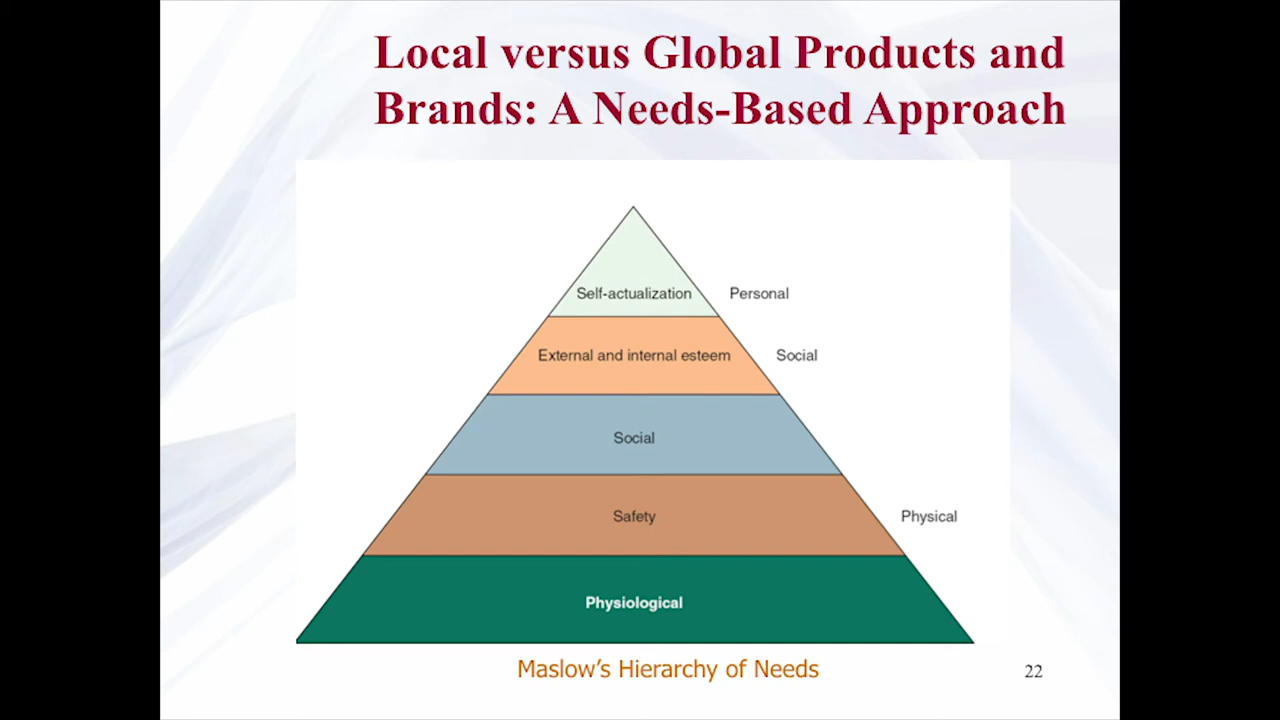 Local versus Global Products and
Brands: A Needs-Based Approach
Self-actualization Personal
External and internal esteem Social
Social
Safety Physical
Physiological
Maslow's Hierarchy of Needs
22